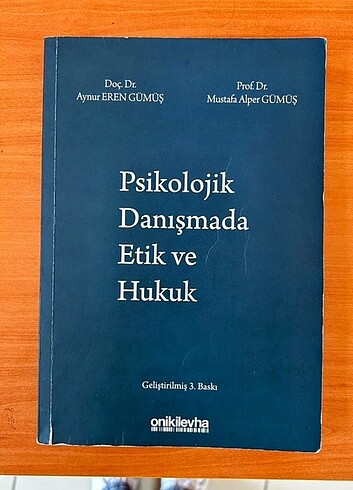 Doç. Dr.
Aynur EREN GÜMÜŞ
Prof. Dr.
Mustafa Alper GÜMÜŞ
Psikolojik
Danışmada
Etik ve
Hukuk
Geliştirilmiş 3. Baskı
onikilevha